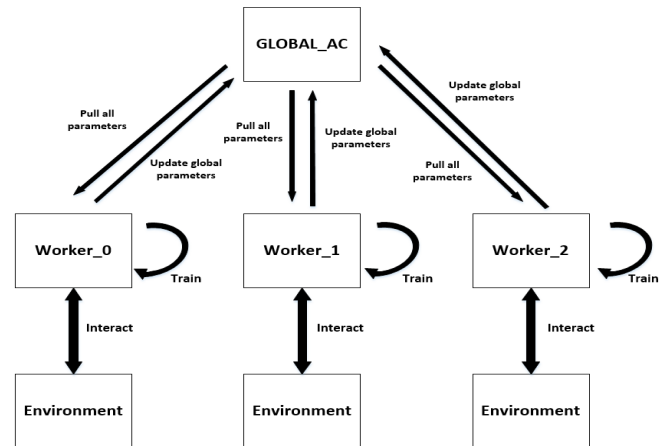 GLOBAL_AC
Pull all
parameters
Update global
parameters
Pull all
parameters
Update global
parameters
Update global
parameters
Pull all
parameters
Worker_0
Train
Worker_1
Train
Worker_2
Train
Interact
Interact
Interact
Environment
Environment
Environment